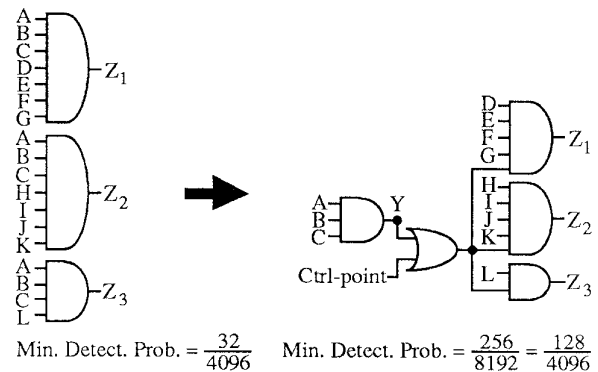 A
B
C
D
E
F
G
Z1
A
B
C
H
I
J
K
Z2
A
B
C
L
Z3
Min. Detect. Prob. = 32/4096
A
B
C
Y
Ctrl-point
D
E
F
G
Z1
H
I
J
K
Z2
L
Z3
Min. Detect. Prob. = 256/8192 = 128/4096